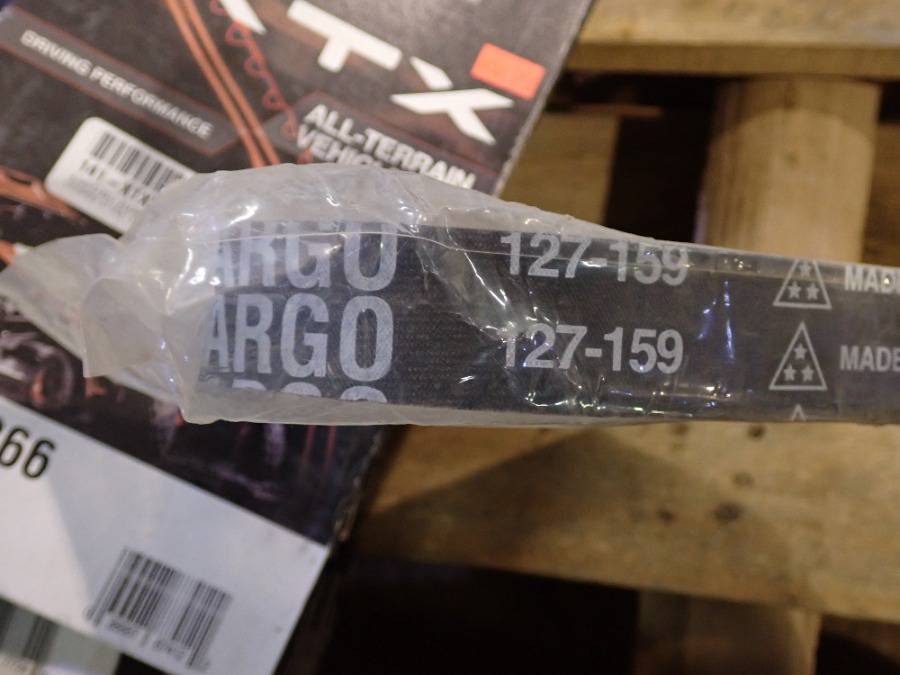 TX
DRIVING PERFORMANCE
ALL-TERRAIN
ARGO 127-159 MADE
ARGO 127-159 MADE
66